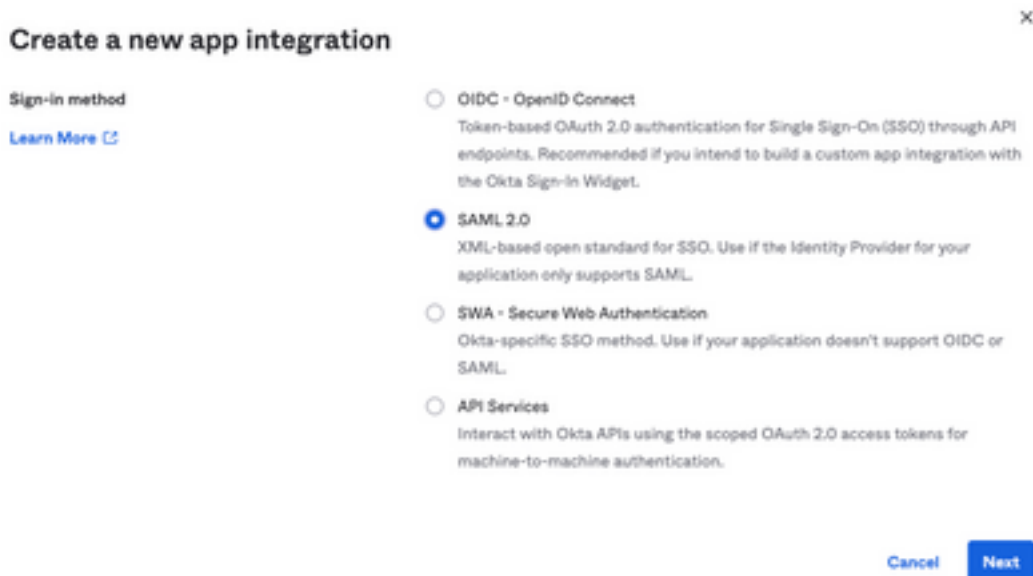 Create a new app integration
Sign-in method
Learn More
OIDC - OpenID Connect
Token-based OAuth 2.0 authentication for Single Sign-On (SSO) through API
endpoints. Recommended if you intend to build a custom app integration with
the Okta Sign-In Widget.
SAML 2.0
XML-based open standard for SSO. Use if the Identity Provider for your
application only supports SAML.
SWA - Secure Web Authentication
Okta-specific SSO method. Use if your application doesn't support OIDC or
SAML.
API Services
Interact with Okta APIs using the scoped OAuth 2.0 access tokens for
machine-to-machine authentication.
Cancel
Next